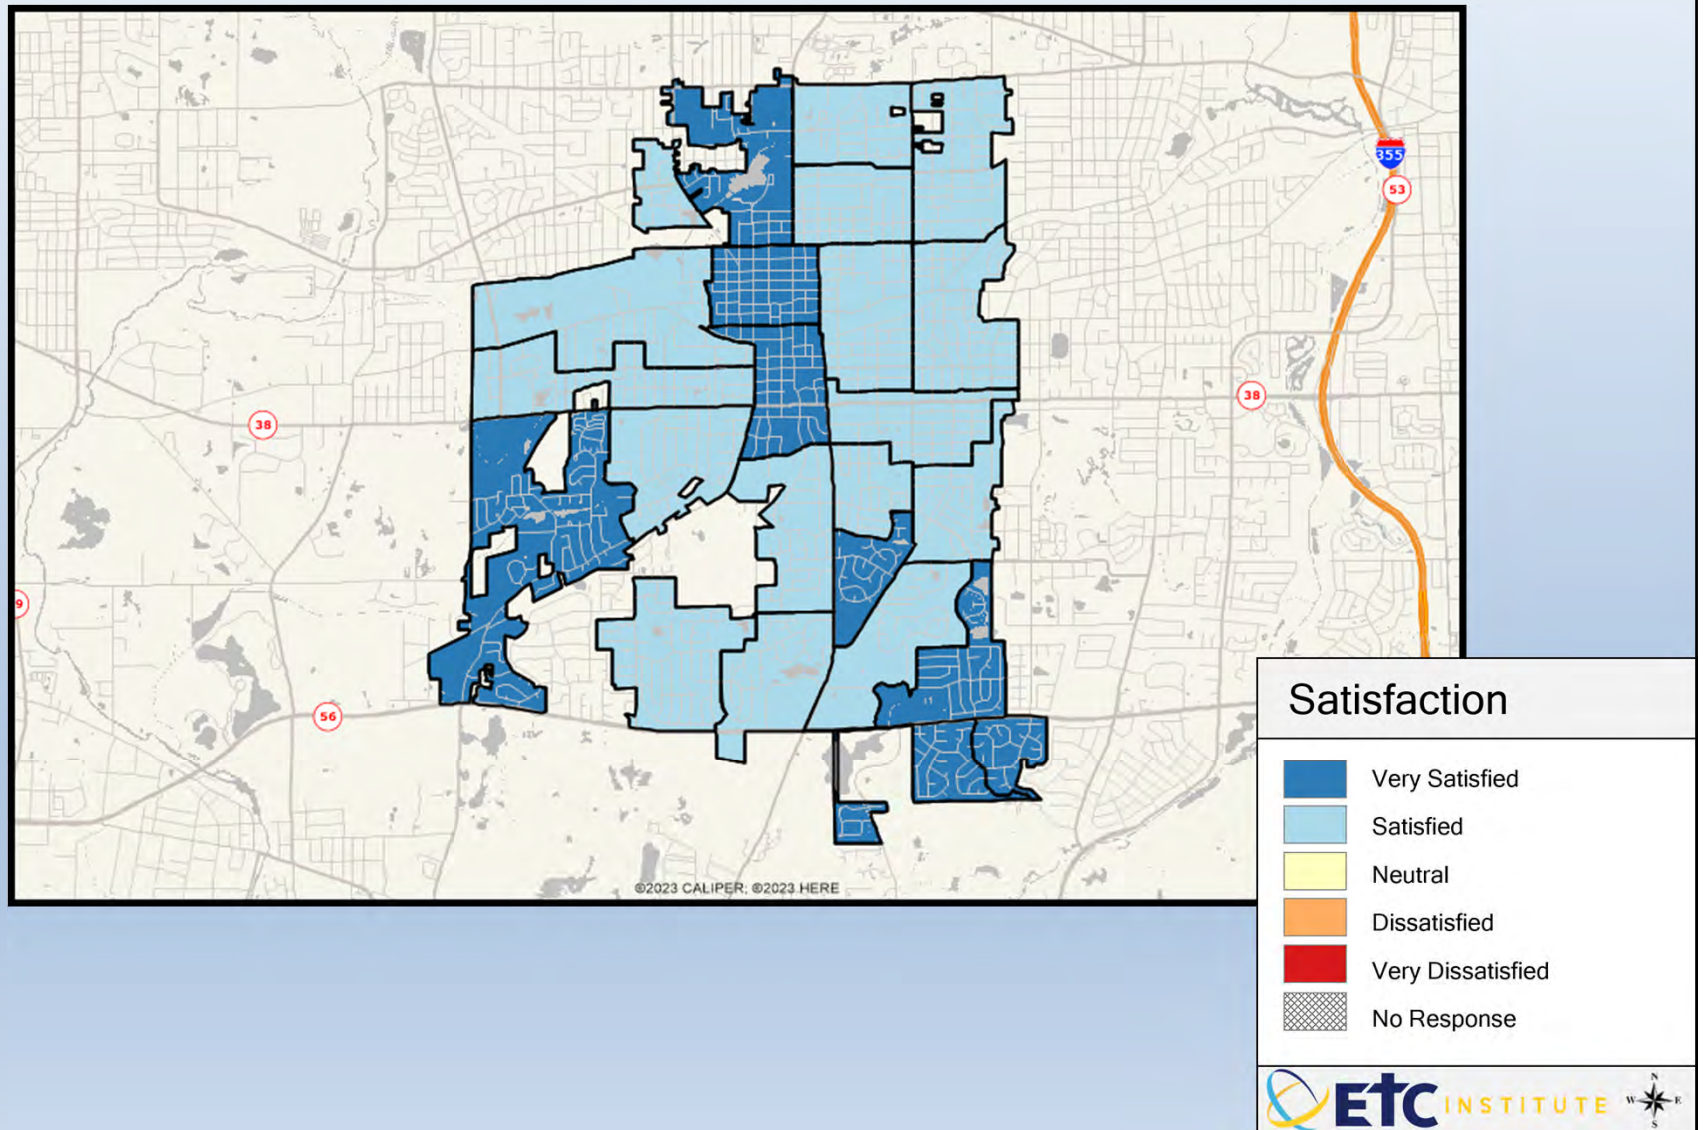 355
53
38
38
9
56
©2023 CALIPER; ©2023 HERE
Satisfaction
Very Satisfied
Satisfied
Neutral
Dissatisfied
Very Dissatisfied
No Response
ETC INSTITUTE
N
W E
S